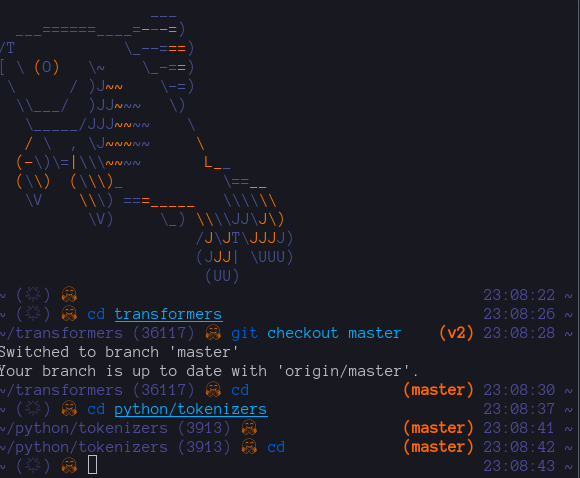 ___
  ___======____=---=)
/T            \_--===)
[ \ (O)   \~    \_-==)
 \      / )J~~    \-=)
  \\___/  )JJ~~~   \)
   \_____/JJJ~~~~    \
   / \  , \J~~~~~     \
  (-\)\=|\\\~~~~       L__
  (\\)  (\\\)_           \==__
   \V    \\\) ===_____   \\\\\\
          \V)     \_) \\\\JJ\J\)
                      /J\JT\JJJJ)
                      (JJJ| \UUU)
                       (UU)
~ (҉) 🤗 23:08:22 ~
~ (҉) 🤗 cd transformers 23:08:26 ~
~/transformers (36117) 🤗 git checkout master (v2) 23:08:28 ~
Switched to branch 'master'
Your branch is up to date with 'origin/master'.
~/transformers (36117) 🤗 cd (master) 23:08:30 ~
~ (҉) 🤗 cd python/tokenizers 23:08:37 ~
~/python/tokenizers (3913) 🤗 (master) 23:08:41 ~
~/python/tokenizers (3913) 🤗 cd (master) 23:08:42 ~
~ (҉) 🤗 23:08:43 ~